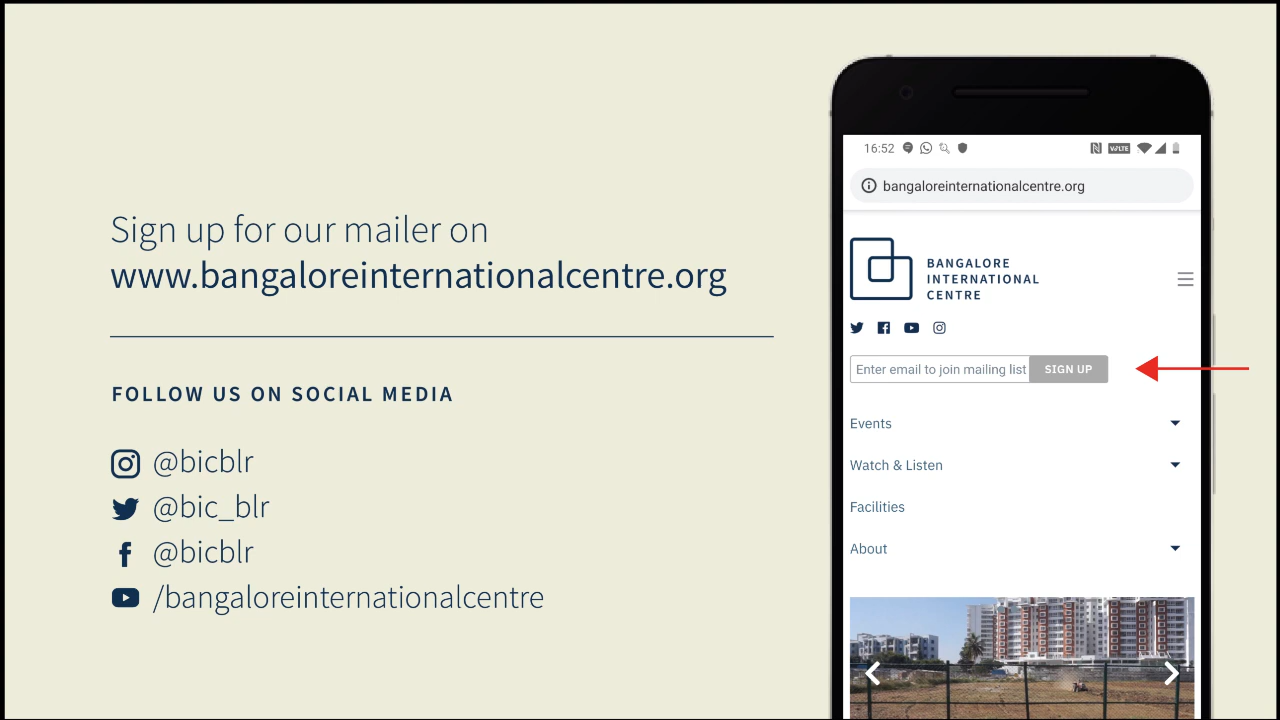 Sign up for our mailer on
www.bangaloreinternationalcentre.org
FOLLOW US ON SOCIAL MEDIA
@bicblr
@bic_blr
@bicblr
/bangaloreinternationalcentre
16:52
VoLTE
bangaloreinternationalcentre.org
BANGALORE
INTERNATIONAL
CENTRE
Enter email to join mailing list
SIGN UP
Events
Watch & Listen
Facilities
About